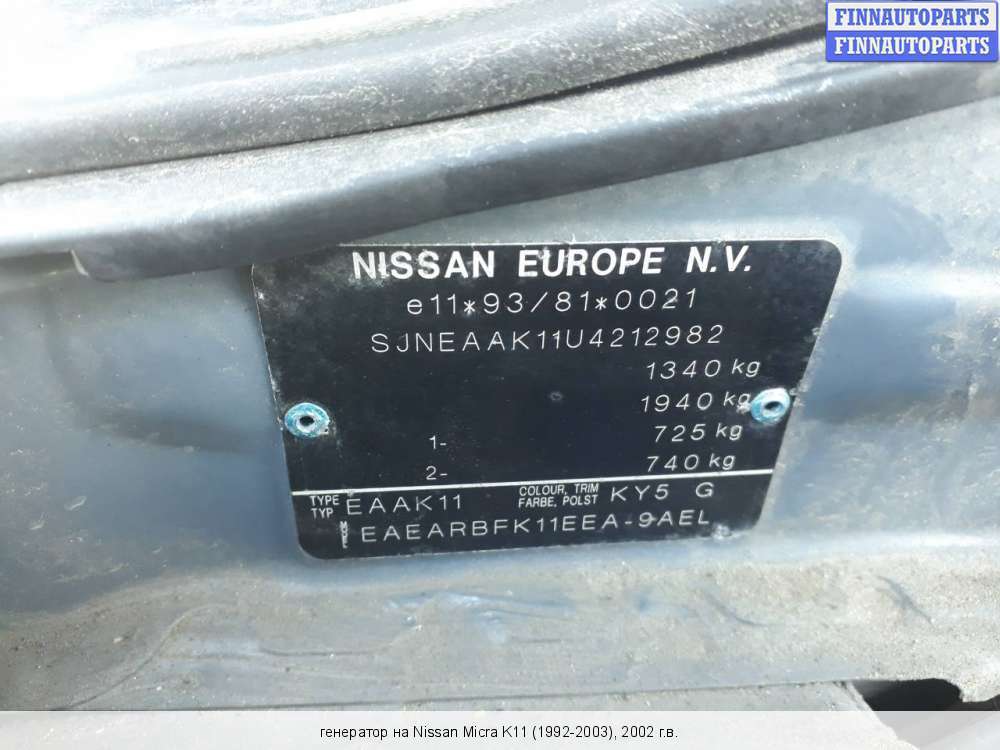 FINNAUTOPARTS
FINNAUTOPARTS
NISSAN EUROPE N.V.
e11*93/81*0021
SJNEAAK11U4212982
1340 kg
1940 kg
1- 725 kg
2- 740 kg
TYPE
TYP EAAK11 COLOUR, TRIM
FARBE, POLST KY5 G
EAEARBFK11EEA-9AEL
генератор на Nissan Micra K11 (1992-2003), 2002 г.в.